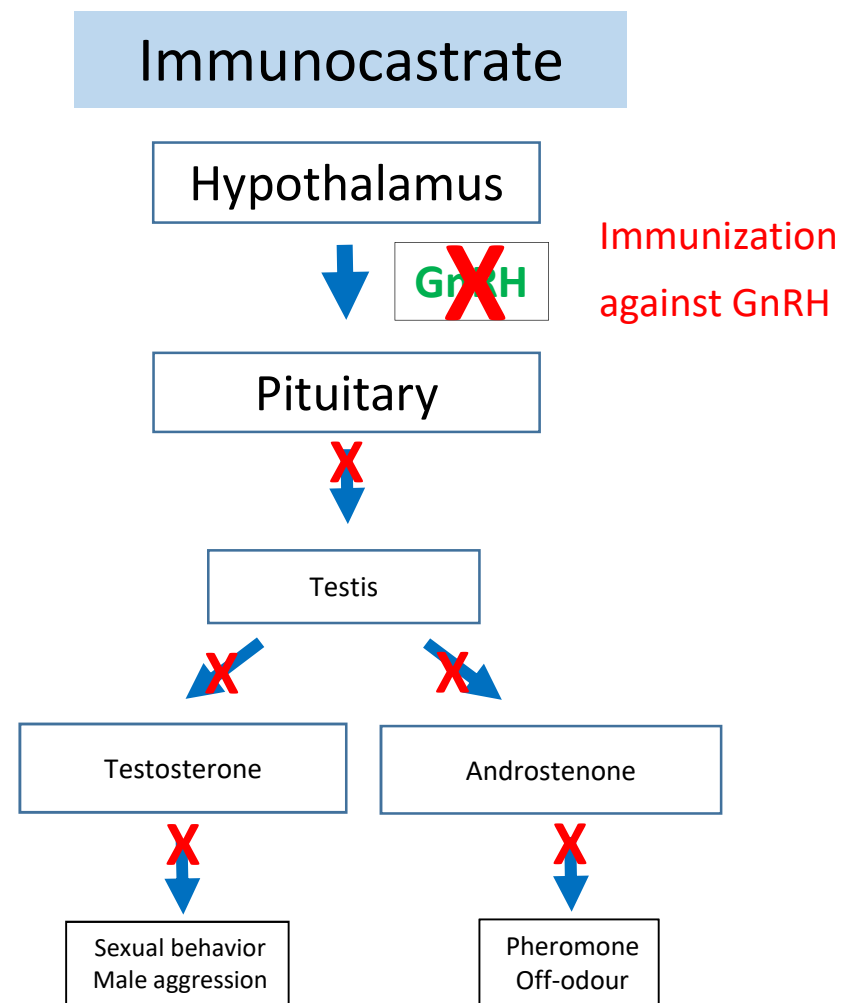 Immunocastrate
Hypothalamus
GnRH
Immunization
against GnRH
Pituitary
X
Testis
X
X
Testosterone
Androstenone
X
X
Sexual behavior
Male aggression
Pheromone
Off-odour